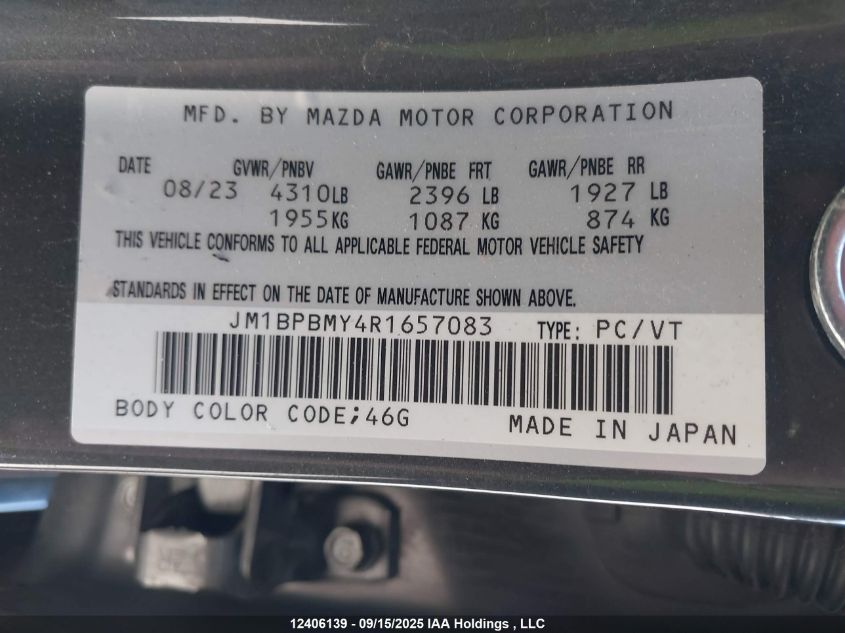 MFD. BY MAZDA MOTOR CORPORATION
DATE GVWR/PNBV GAWR/PNBE FRT GAWR/PNBE RR
08/23 4310LB 2396 LB 1927 LB
1955KG 1087 KG 874 KG
THIS VEHICLE CONFORMS TO ALL APPLICABLE FEDERAL MOTOR VEHICLE SAFETY
STANDARDS IN EFFECT ON THE DATE OF MANUFACTURE SHOWN ABOVE.
JM1BPBMY4R1657083 TYPE: PC/VT
BODY COLOR CODE;46G MADE IN JAPAN
12406139 - 09/15/2025 IAA Holdings , LLC